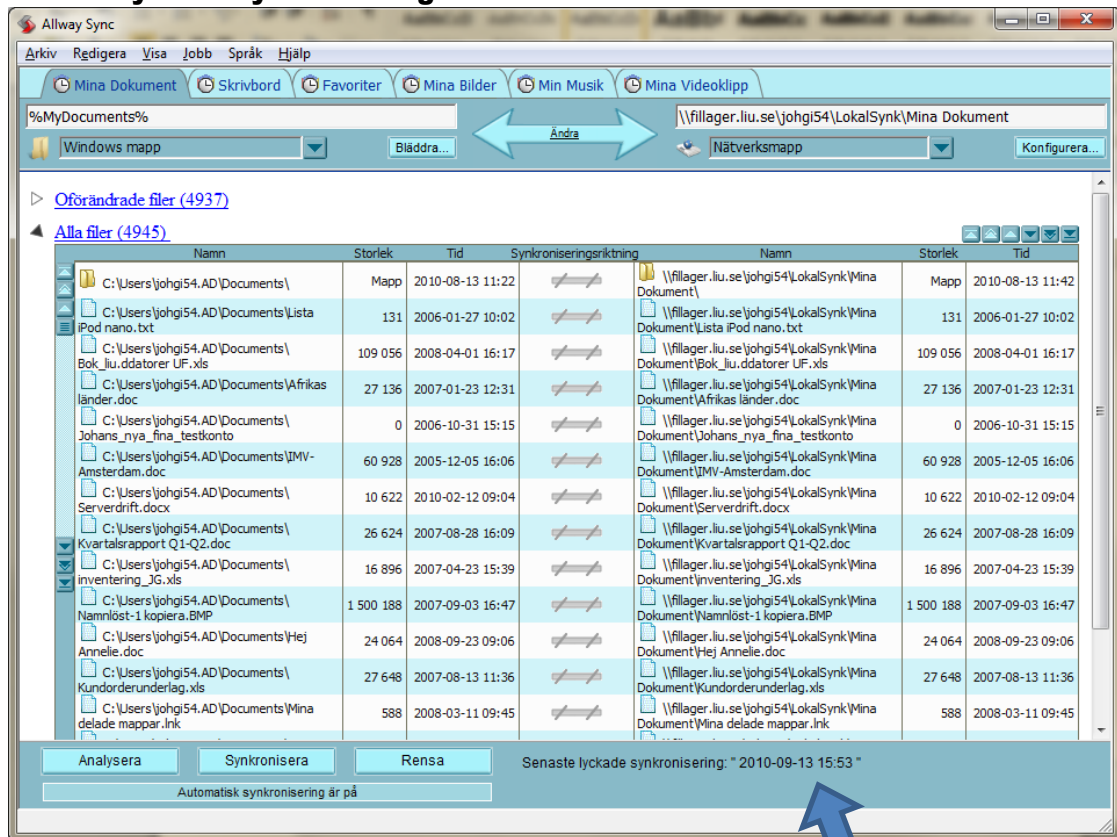 Allway Sync
Arkiv Redigera Visa Jobb Språk Hjälp
Mina Dokument Skrivbord Favoriter Mina Bilder Min Musik Mina Videoklipp
%MyDocuments% Ändra \\fillager.liu.se\johgi54\LokalSynk\Mina Dokument
Windows mapp Bläddra... Nätverksmapp Konfigurera...
Oförändrade filer (4937)
Alla filer (4945)
Namn Storlek Tid Synkroniseringsriktning Namn Storlek Tid
C:\Users\johgi54.AD\Documents\ Mapp 2010-08-13 11:22 \\fillager.liu.se\johgi54\LokalSynk\Mina Mapp 2010-08-13 11:42
Dokument\
C:\Users\johgi54.AD\Documents\Lista 131 2006-01-27 10:02 \\fillager.liu.se\johgi54\LokalSynk\Mina 131 2006-01-27 10:02
iPod nano.txt Dokument\Lista iPod nano.txt
C:\Users\johgi54.AD\Documents\ 109 056 2008-04-01 16:17 \\fillager.liu.se\johgi54\LokalSynk\Mina 109 056 2008-04-01 16:17
Bok_liu.ddatorer UF.xls Dokument\Bok_liu.ddatorer UF.xls
C:\Users\johgi54.AD\Documents\Afrikas 27 136 2007-01-23 12:31 \\fillager.liu.se\johgi54\LokalSynk\Mina 27 136 2007-01-23 12:31
länder.doc Dokument\Afrikas länder.doc
C:\Users\johgi54.AD\Documents\ 0 2006-10-31 15:15 \\fillager.liu.se\johgi54\LokalSynk\Mina 0 2006-10-31 15:15
Johans_nya_fina_testkonto Dokument\Johans_nya_fina_testkonto
C:\Users\johgi54.AD\Documents\IMV- 60 928 2005-12-05 16:06 \\fillager.liu.se\johgi54\LokalSynk\Mina 60 928 2005-12-05 16:06
Amsterdam.doc Dokument\IMV-Amsterdam.doc
C:\Users\johgi54.AD\Documents\ 10 622 2010-02-12 09:04 \\fillager.liu.se\johgi54\LokalSynk\Mina 10 622 2010-02-12 09:04
Serverdrift.docx Dokument\Serverdrift.docx
C:\Users\johgi54.AD\Documents\ 26 624 2007-08-28 16:09 \\fillager.liu.se\johgi54\LokalSynk\Mina 26 624 2007-08-28 16:09
Kvartalsrapport Q1-Q2.doc Dokument\Kvartalsrapport Q1-Q2.doc
C:\Users\johgi54.AD\Documents\ 16 896 2007-04-23 15:39 \\fillager.liu.se\johgi54\LokalSynk\Mina 16 896 2007-04-23 15:39
inventering_JG.xls Dokument\inventering_JG.xls
C:\Users\johgi54.AD\Documents\ 1 500 188 2007-09-03 16:47 \\fillager.liu.se\johgi54\LokalSynk\Mina 1 500 188 2007-09-03 16:47
Namnlöst-1 kopiera.BMP Dokument\Namnlöst-1 kopiera.BMP
C:\Users\johgi54.AD\Documents\Hej 24 064 2008-09-23 09:06 \\fillager.liu.se\johgi54\LokalSynk\Mina 24 064 2008-09-23 09:06
Annelie.doc Dokument\Hej Annelie.doc
C:\Users\johgi54.AD\Documents\ 27 648 2007-08-13 11:36 \\fillager.liu.se\johgi54\LokalSynk\Mina 27 648 2007-08-13 11:36
Kundorderunderlag.xls Dokument\Kundorderunderlag.xls
C:\Users\johgi54.AD\Documents\Mina 588 2008-03-11 09:45 \\fillager.liu.se\johgi54\LokalSynk\Mina 588 2008-03-11 09:45
delade mappar.lnk Dokument\Mina delade mappar.lnk
Analysera Synkronisera Rensa Senaste lyckade synkronisering: " 2010-09-13 15:53 "
Automatisk synkronisering är på